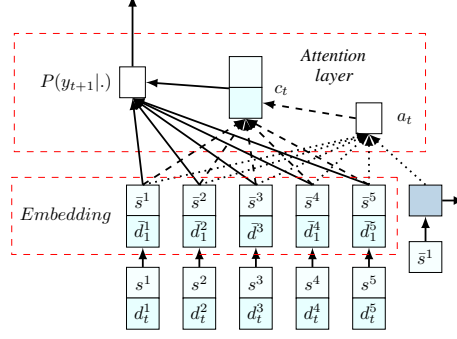 Attention
layer
P(y_{t+1}|.)
c_t
a_t
Embedding
s̄^1 s̄^2 s̄^3 s̄^4 s̄^5
d̄_1^1 d̄_1^2 d̄^3 d̄_1^4 d̄_1^5
s̄^1
s^1 s^2 s^3 s^4 s^5
d_t^1 d_t^2 d_t^3 d_t^4 d_t^5